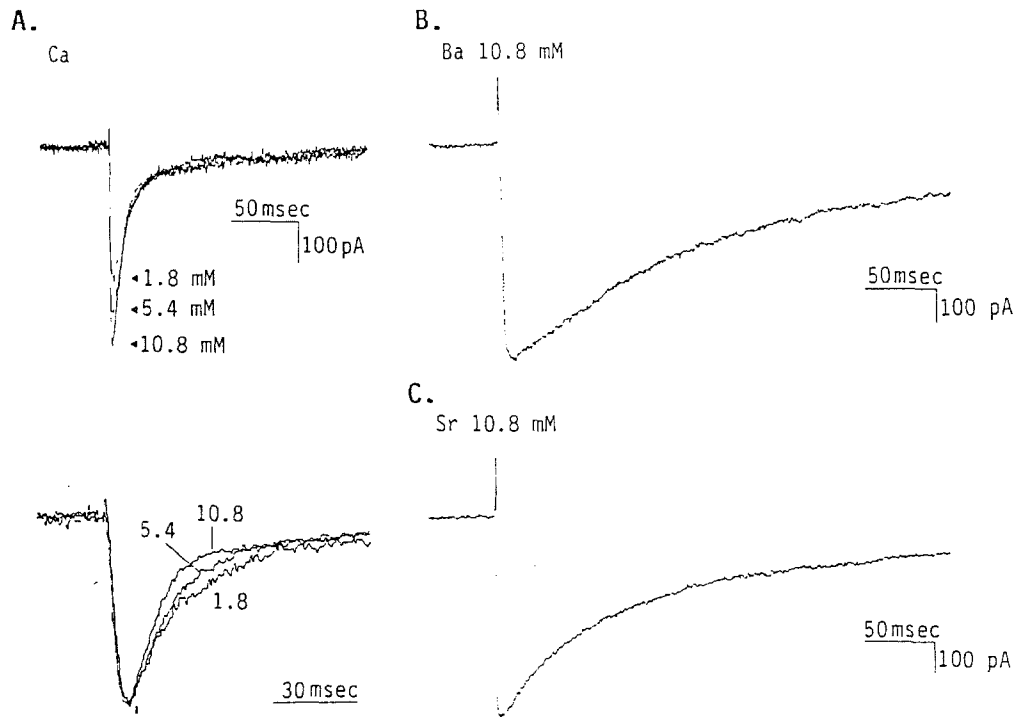 A.
Ca
50msec
100pA
◂1.8 mM
◂5.4 mM
◂10.8 mM
10.8
5.4
1.8
30msec
B.
Ba 10.8 mM
50msec
100 pA
C.
Sr 10.8 mM
50msec
100 pA